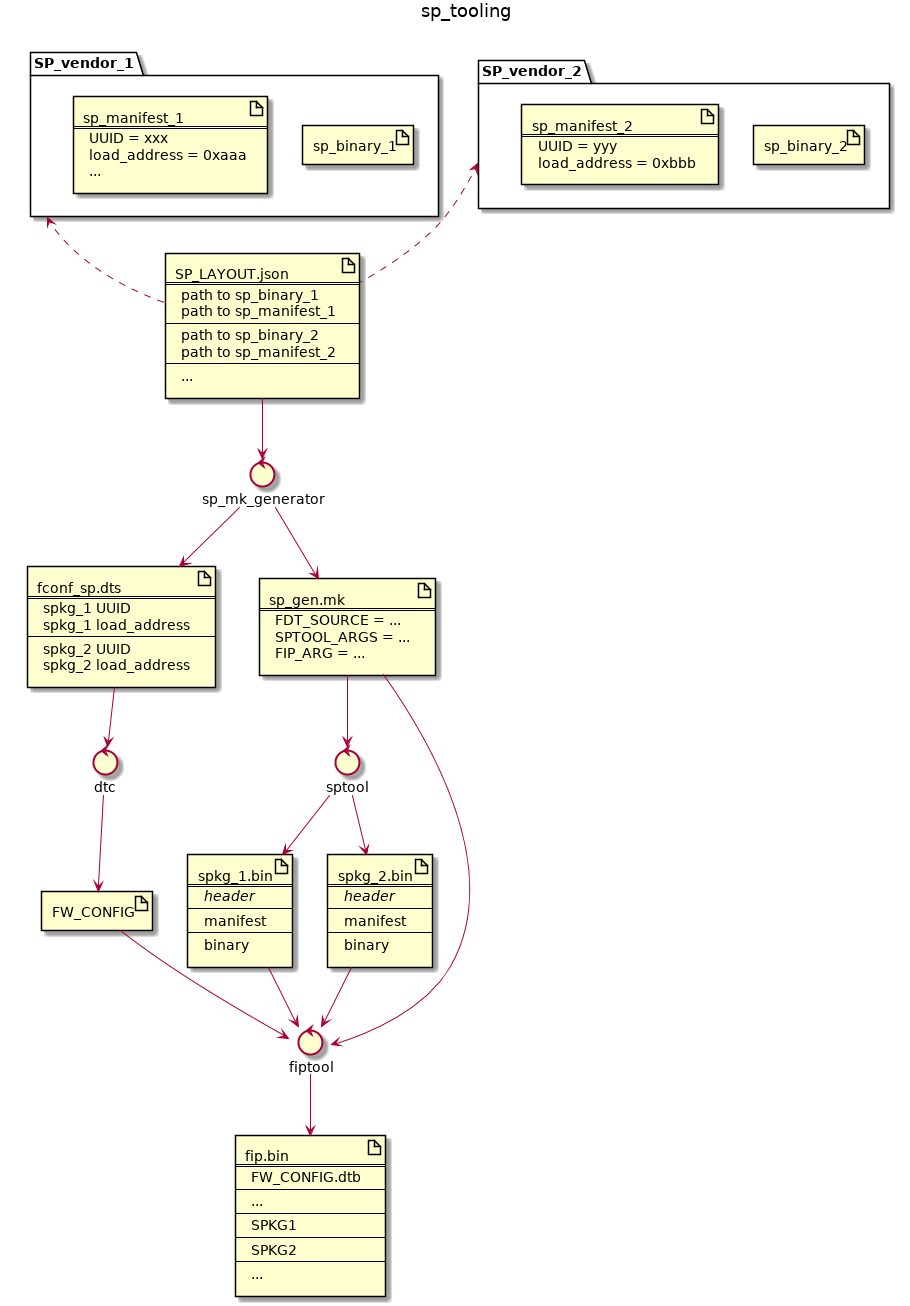 sp_tooling
SP_vendor_1
sp_manifest_1
UUID = xxx
load_address = 0xaaa
...
sp_binary_1
SP_vendor_2
sp_manifest_2
UUID = yyy
load_address = 0xbbb
sp_binary_2
SP_LAYOUT.json
path to sp_binary_1
path to sp_manifest_1
path to sp_binary_2
path to sp_manifest_2
...
sp_mk_generator
fconf_sp.dts
spkg_1 UUID
spkg_1 load_address
spkg_2 UUID
spkg_2 load_address
sp_gen.mk
FDT_SOURCE = ...
SPTOOL_ARGS = ...
FIP_ARG = ...
dtc
sptool
FW_CONFIG
spkg_1.bin
header
manifest
binary
spkg_2.bin
header
manifest
binary
fiptool
fip.bin
FW_CONFIG.dtb
...
SPKG1
SPKG2
...